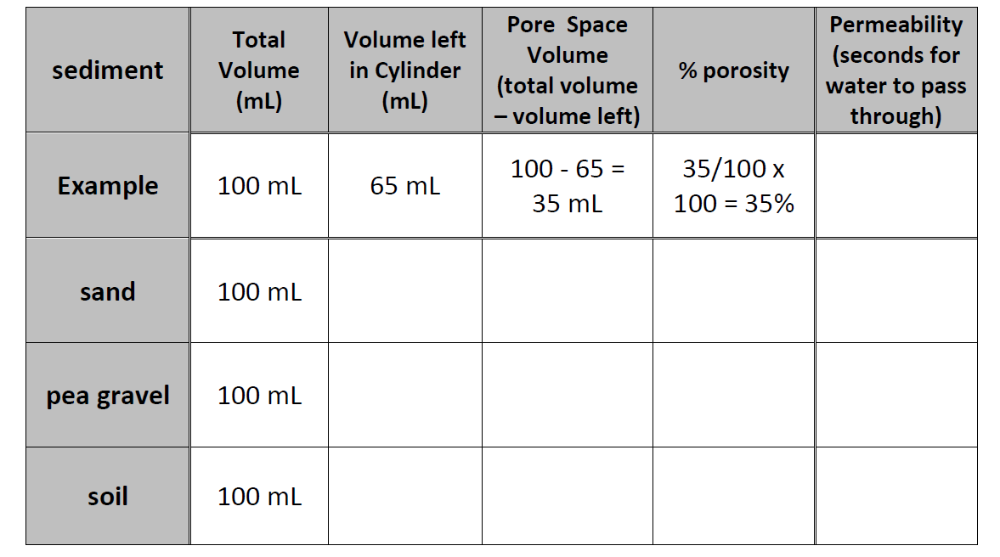 sediment
Total
Volume
(mL)
Volume left
in Cylinder
(mL)
Pore  Space
Volume
(total volume
– volume left)
% porosity
Permeability
(seconds for
water to pass
through)
Example
100 mL
65 mL
100 - 65 =
35 mL
35/100 x
100 = 35%
sand
100 mL
pea gravel
100 mL
soil
100 mL